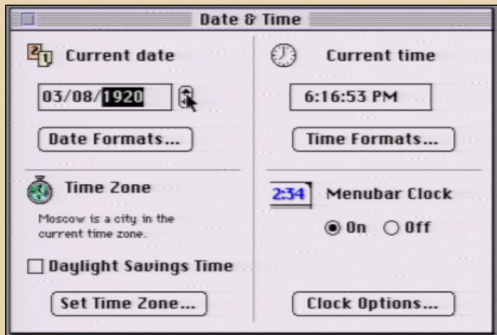 Date & Time
Current date
03/08/1920
Date Formats...
Current time
6:16:53 PM
Time Formats...
Time Zone
Moscow is a city in the
current time zone.
Daylight Savings Time
Set Time Zone...
2:34 Menubar Clock
On Off
Clock Options...